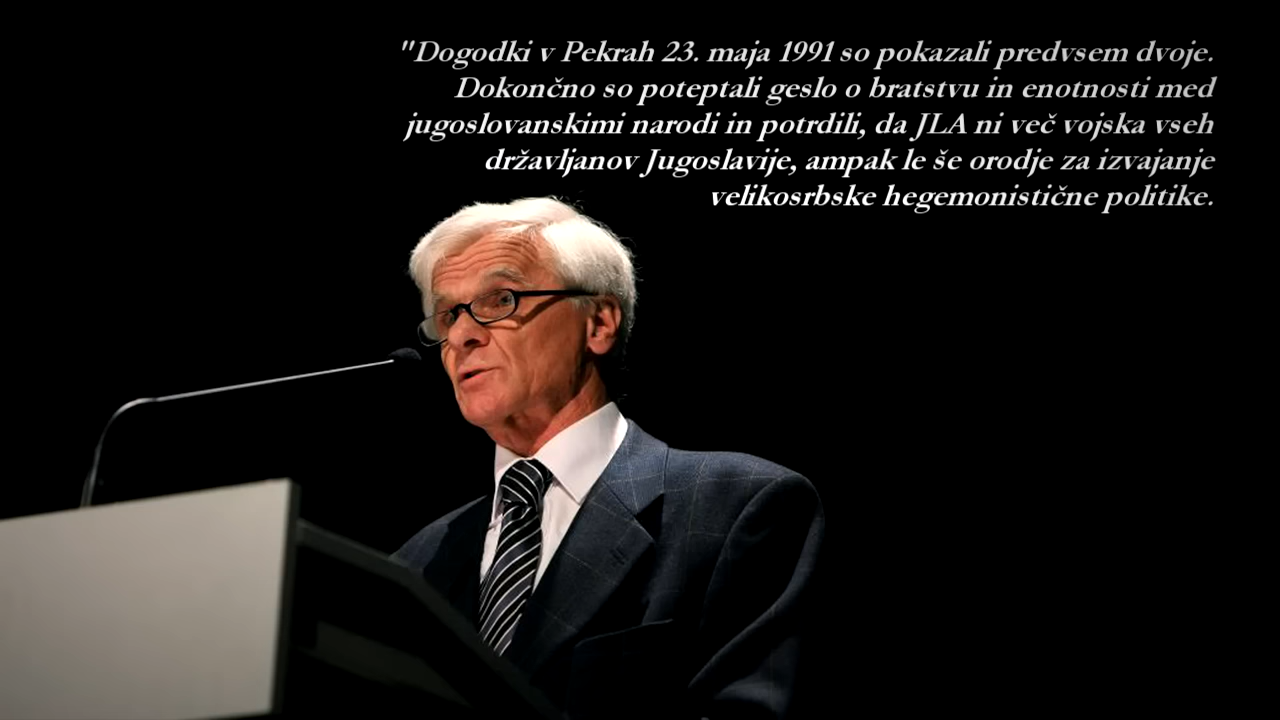 "Dogodki v Pekrah 23. maja 1991 so pokazali predvsem dvoje.
Dokončno so poteptali geslo o bratstvu in enotnosti med
jugoslovanskimi narodi in potrdili, da JLA ni več vojska vseh
državljanov Jugoslavije, ampak le še orodje za izvajanje
velikosrbske hegemonistične politike.